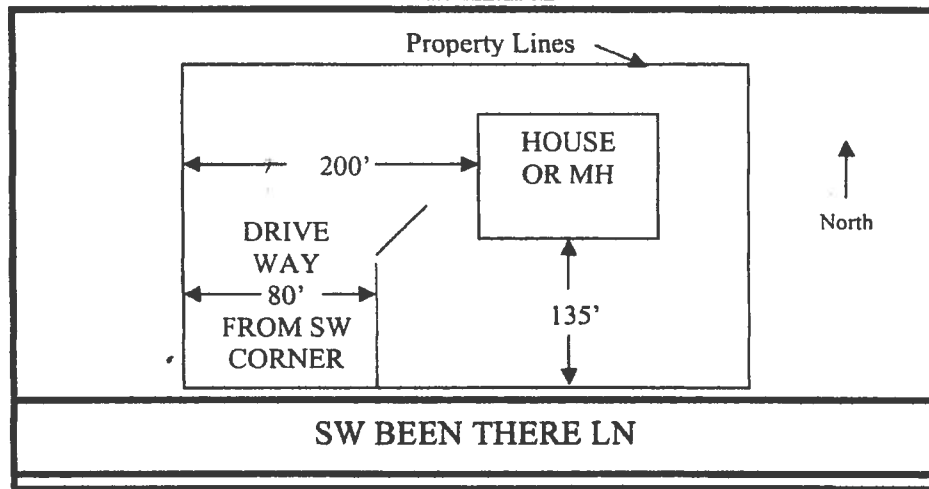 Property Lines
HOUSE
OR MH
200'
North
DRIVE
WAY
80'
FROM SW
CORNER
135'
SW BEEN THERE LN